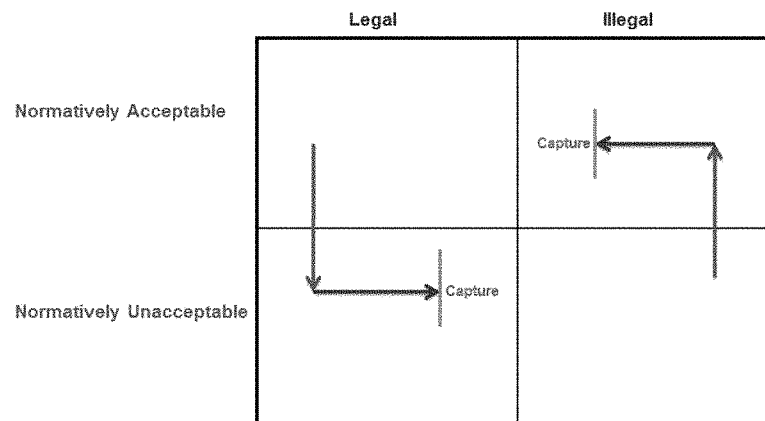 Legal Illegal
Normatively Acceptable
Capture
Capture
Normatively Unacceptable